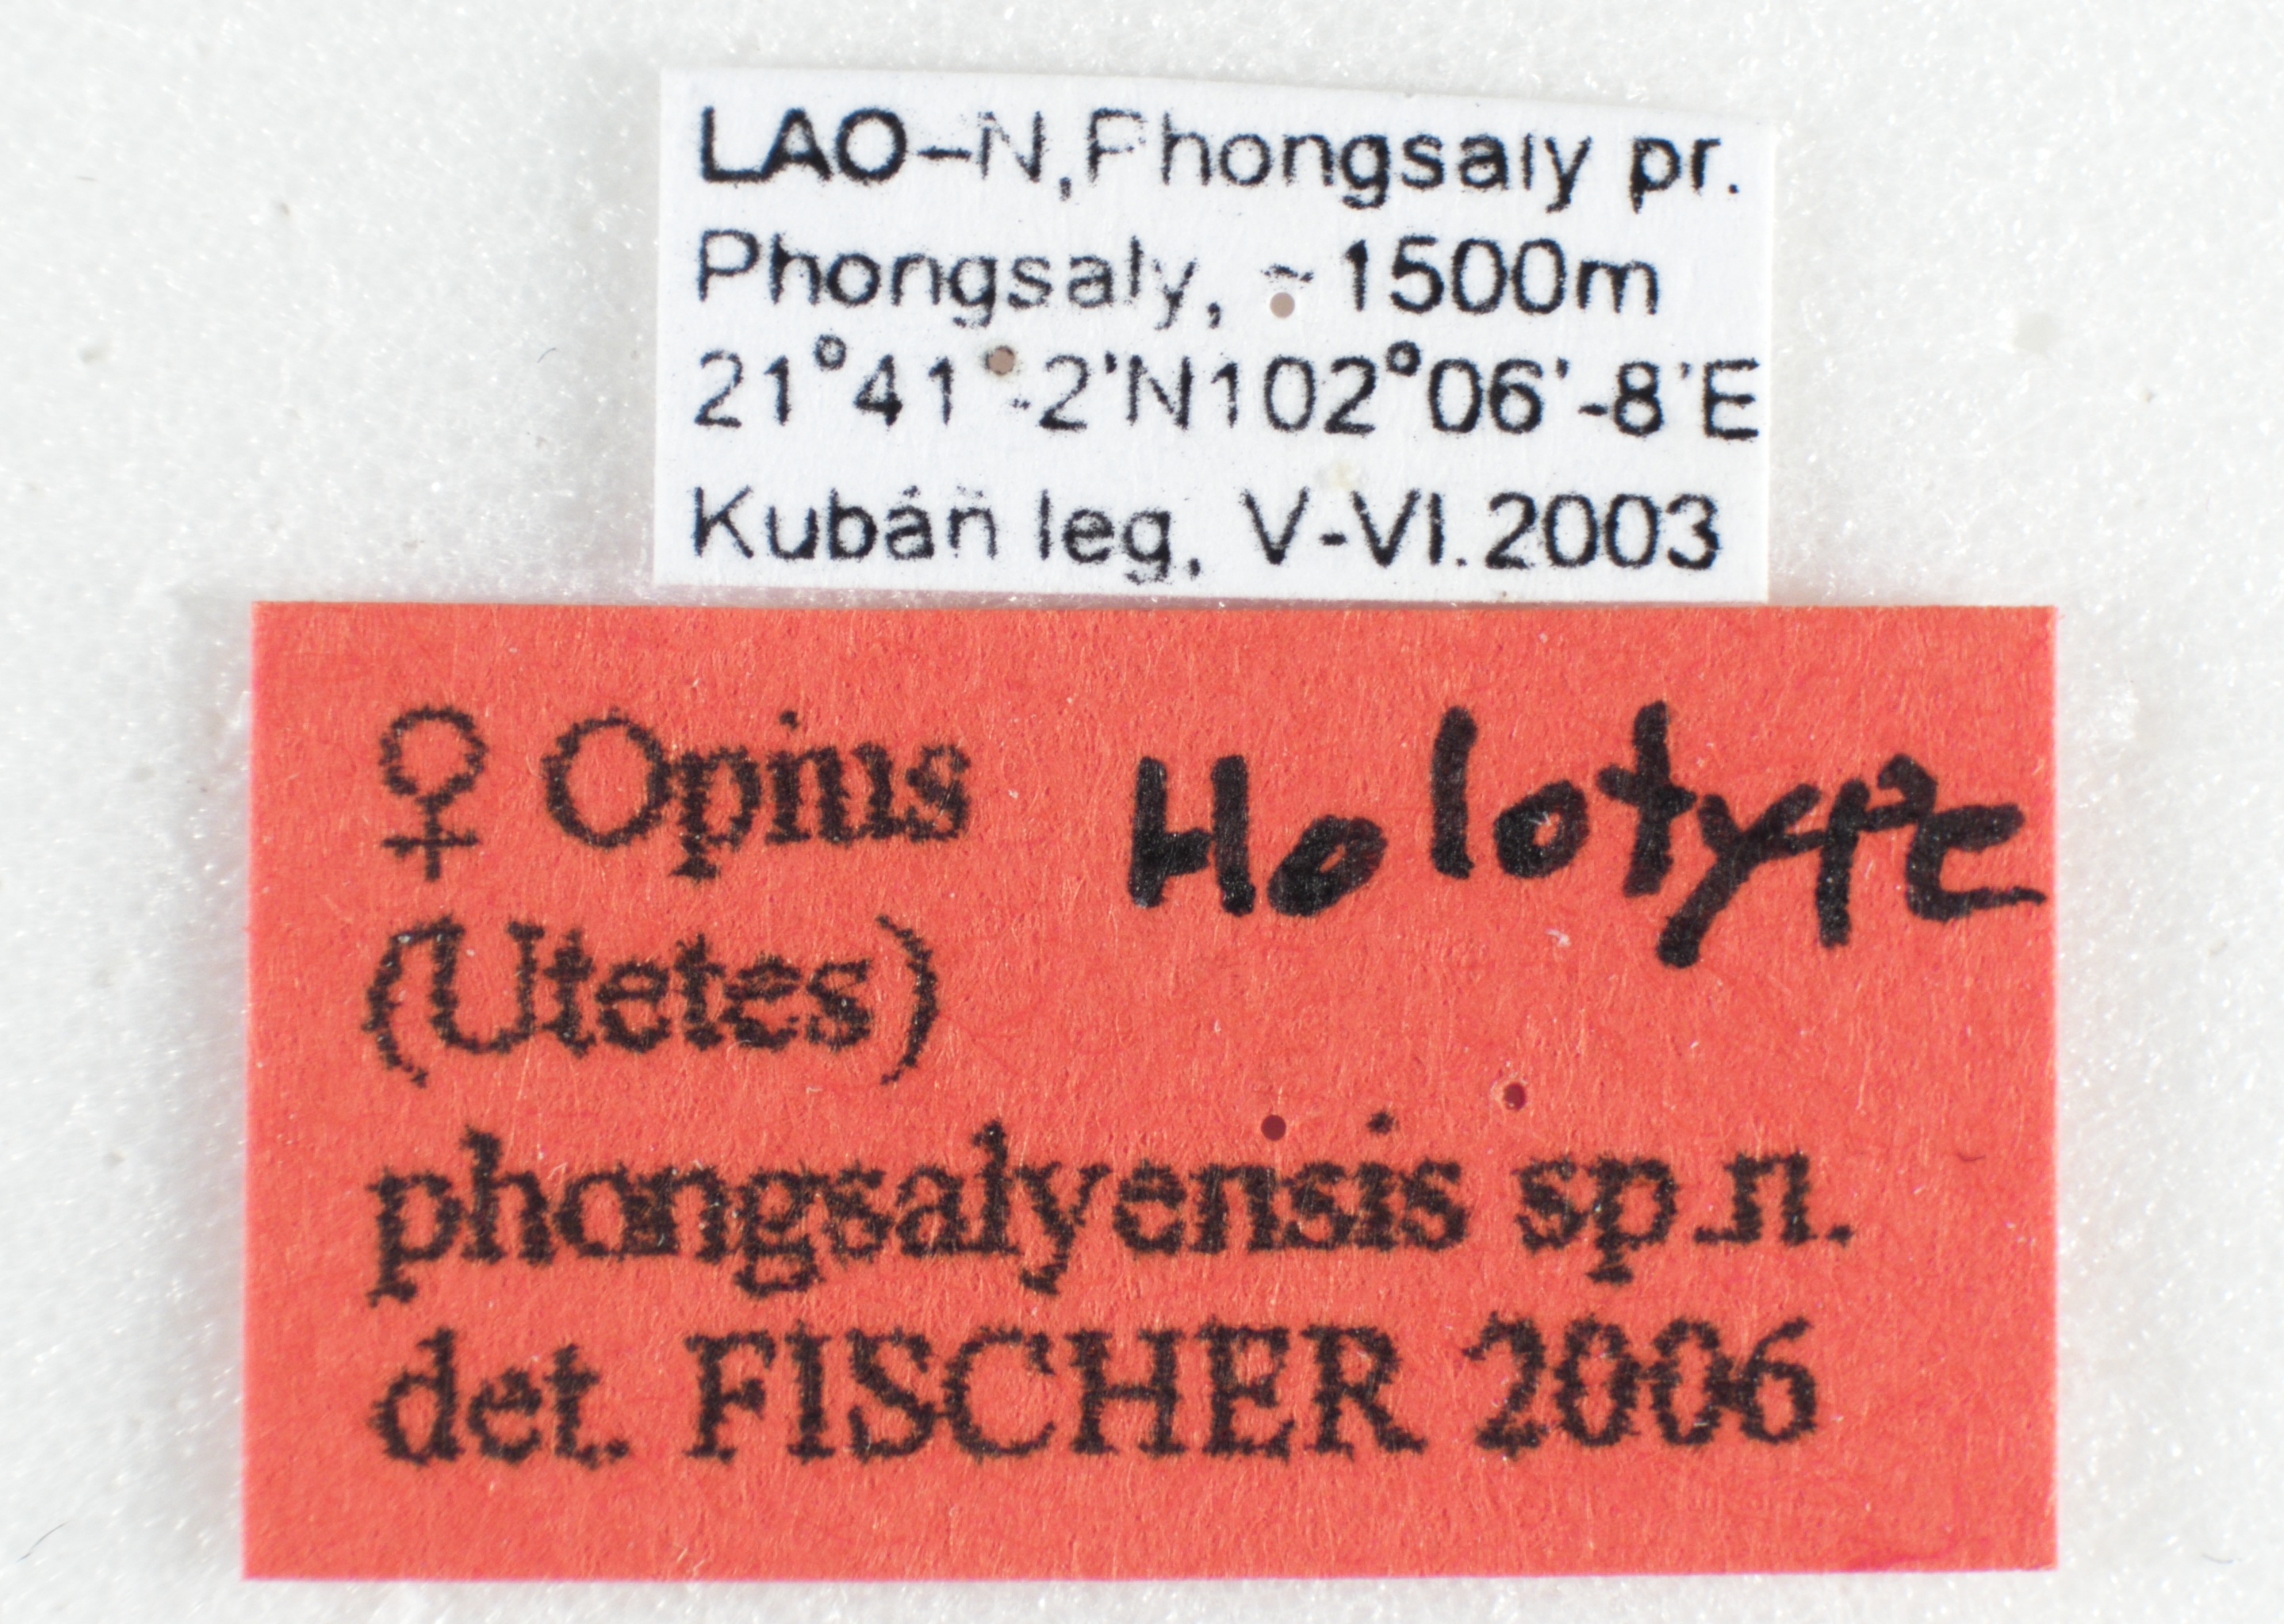 LAO–N,Phongsaly pr.
Phongsaly, ~1500m
21°41'-2'N102°06'-8'E
Kubáň leg, V-VI.2003
♀ Opius Holotype
(Utetes)
phongsalyensis sp.n.
det. FISCHER 2006